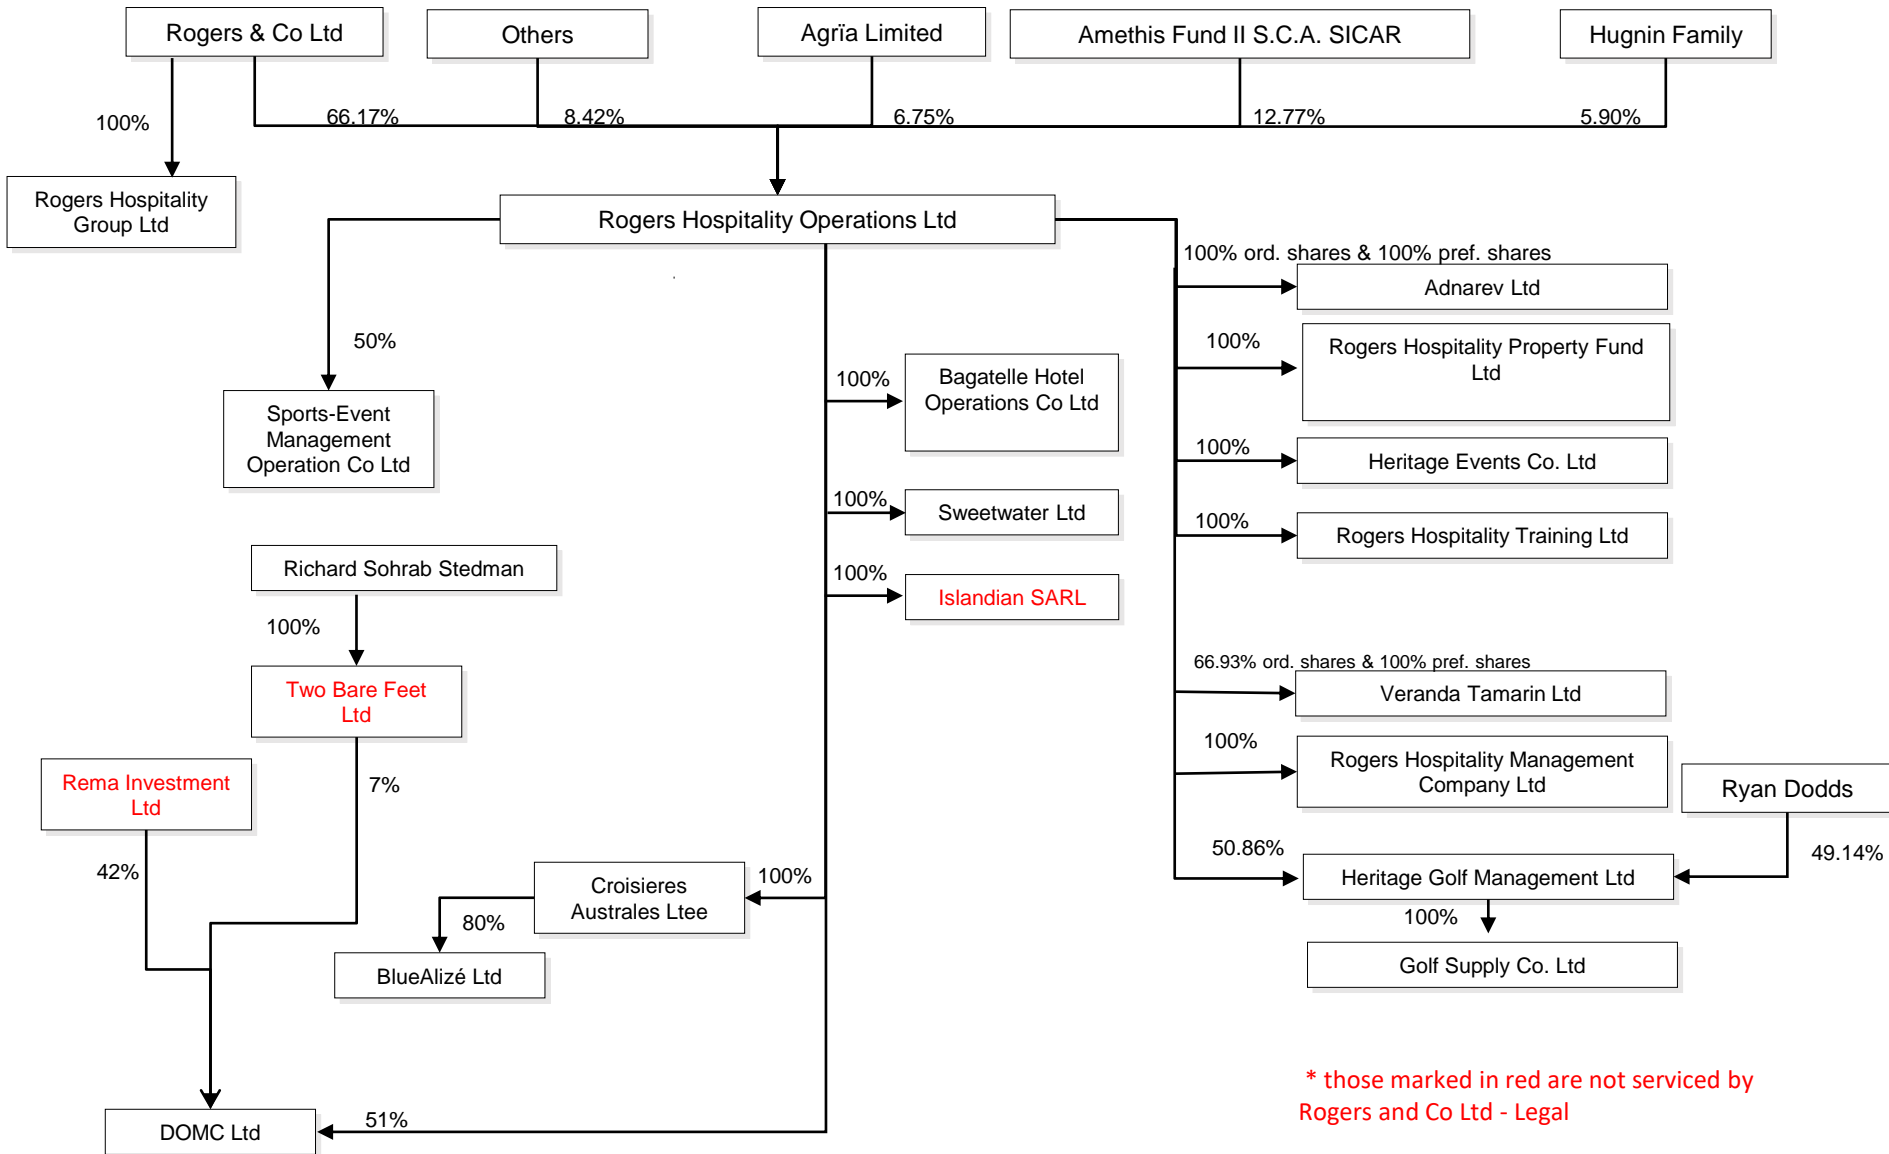 Rogers & Co Ltd
Others
Agrïa Limited
Amethis Fund II S.C.A. SICAR
Hugnin Family
100%
66.17%
8.42%
6.75%
12.77%
5.90%
Rogers Hospitality
Group Ltd
Rogers Hospitality Operations Ltd
100% ord. shares & 100% pref. shares
Adnarev Ltd
50%
100%
Rogers Hospitality Property Fund
Ltd
100%
Bagatelle Hotel
Operations Co Ltd
Sports-Event
Management
Operation Co Ltd
100%
Heritage Events Co. Ltd
100%
Sweetwater Ltd
100%
Rogers Hospitality Training Ltd
Richard Sohrab Stedman
100%
Islandian SARL
100%
Two Bare Feet
Ltd
66.93% ord. shares & 100% pref. shares
Veranda Tamarin Ltd
100%
Rogers Hospitality Management
Company Ltd
Ryan Dodds
Rema Investment
Ltd
7%
42%
50.86%
49.14%
Heritage Golf Management Ltd
100%
Croisieres
Australes Ltee
100%
80%
BlueAlizé Ltd
Golf Supply Co. Ltd
* those marked in red are not serviced by
Rogers and Co Ltd - Legal
DOMC Ltd
51%